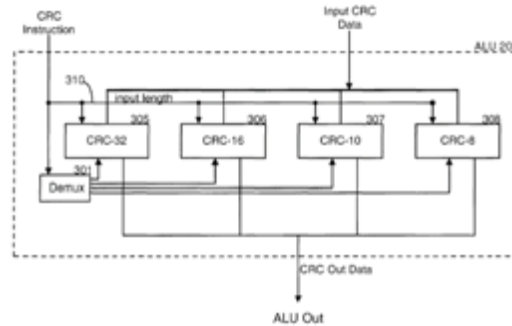 CRC
Instruction
Input CRC
Data
ALU 20
310
input length
305
306
307
308
CRC-32
CRC-16
CRC-10
CRC-8
301
Demux
CRC Out Data
ALU Out